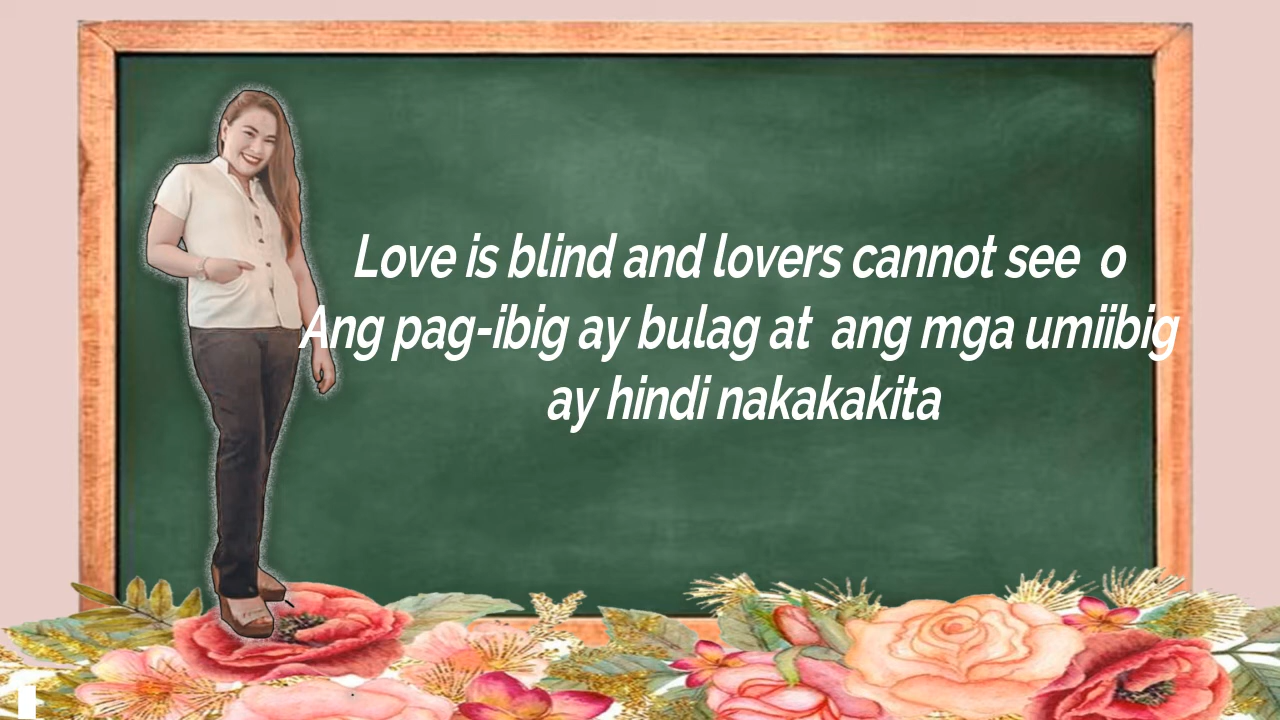 Love is blind and lovers cannot see  o
Ang pag-ibig ay bulag at  ang mga umiibig
ay hindi nakakakita